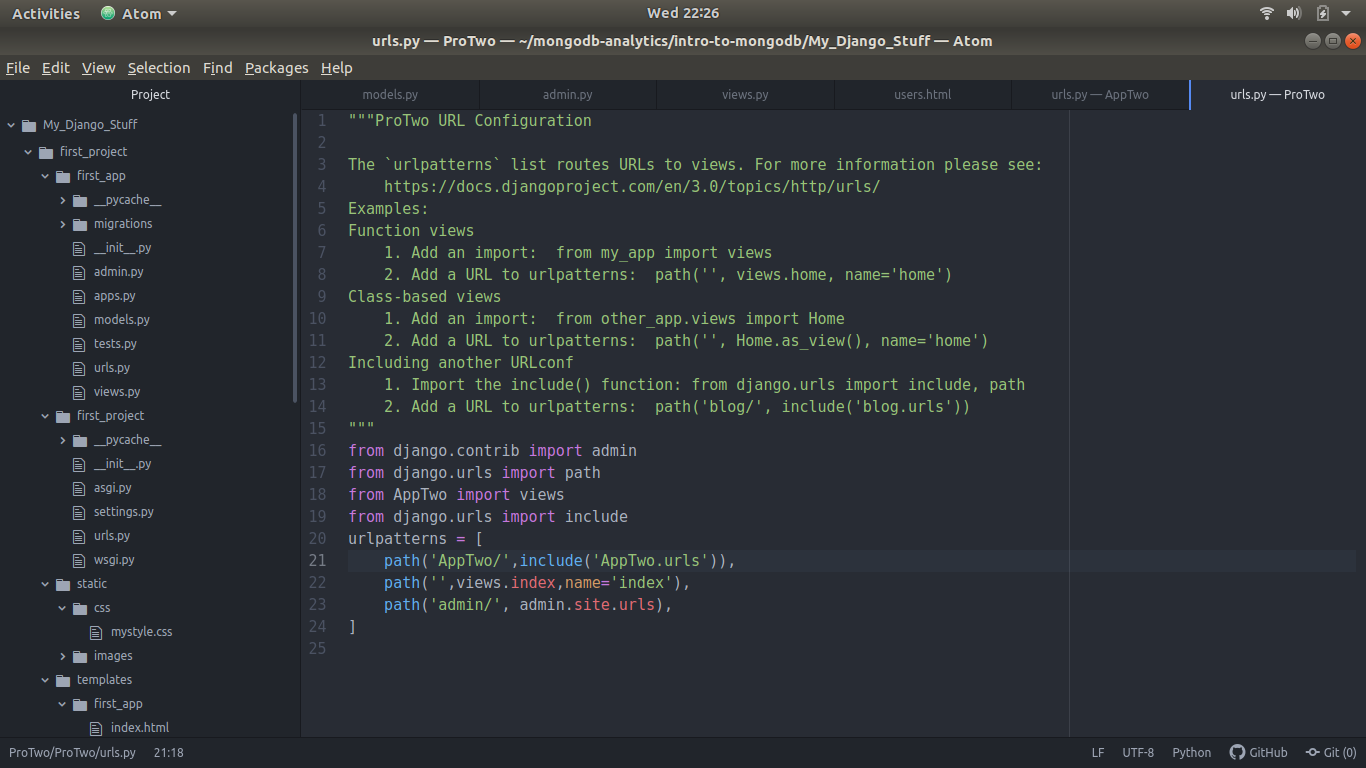 Activities Atom Wed 22:26
urls.py — ProTwo — ~/mongodb-analytics/intro-to-mongodb/My_Django_Stuff — Atom
File Edit View Selection Find Packages Help
Project
models.py admin.py views.py users.html urls.py — AppTwo urls.py — ProTwo
My_Django_Stuff
first_project
first_app
__pycache__
migrations
__init__.py
admin.py
apps.py
models.py
tests.py
urls.py
views.py
first_project
__pycache__
__init__.py
asgi.py
settings.py
urls.py
wsgi.py
static
css
mystyle.css
images
templates
first_app
index.html
1 """ProTwo URL Configuration
2
3 The `urlpatterns` list routes URLs to views. For more information please see:
4     https://docs.djangoproject.com/en/3.0/topics/http/urls/
5 Examples:
6 Function views
7     1. Add an import:  from my_app import views
8     2. Add a URL to urlpatterns:  path('', views.home, name='home')
9 Class-based views
10     1. Add an import:  from other_app.views import Home
11     2. Add a URL to urlpatterns:  path('', Home.as_view(), name='home')
12 Including another URLconf
13     1. Import the include() function: from django.urls import include, path
14     2. Add a URL to urlpatterns:  path('blog/', include('blog.urls'))
15 """
16 from django.contrib import admin
17 from django.urls import path
18 from AppTwo import views
19 from django.urls import include
20 urlpatterns = [
21     path('AppTwo/',include('AppTwo.urls')),
22     path('',views.index,name='index'),
23     path('admin/', admin.site.urls),
24 ]
25
ProTwo/ProTwo/urls.py 21:18 LF UTF-8 Python GitHub Git (0)